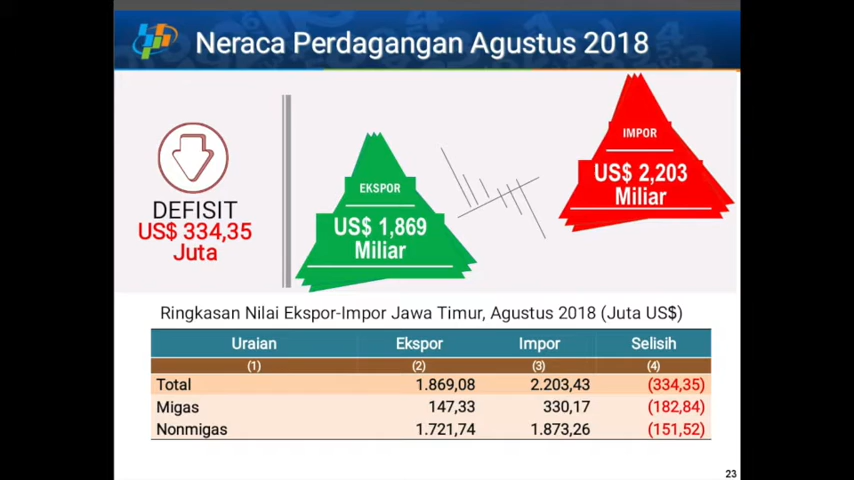 Neraca Perdagangan Agustus 2018
DEFISIT
US$ 334,35
Juta
EKSPOR
US$ 1,869
Miliar
IMPOR
US$ 2,203
Miliar
Ringkasan Nilai Ekspor-Impor Jawa Timur, Agustus 2018 (Juta US$)
Uraian Ekspor Impor Selisih
(1) (2) (3) (4)
Total 1.869,08 2.203,43 (334,35)
Migas 147,33 330,17 (182,84)
Nonmigas 1.721,74 1.873,26 (151,52)
23